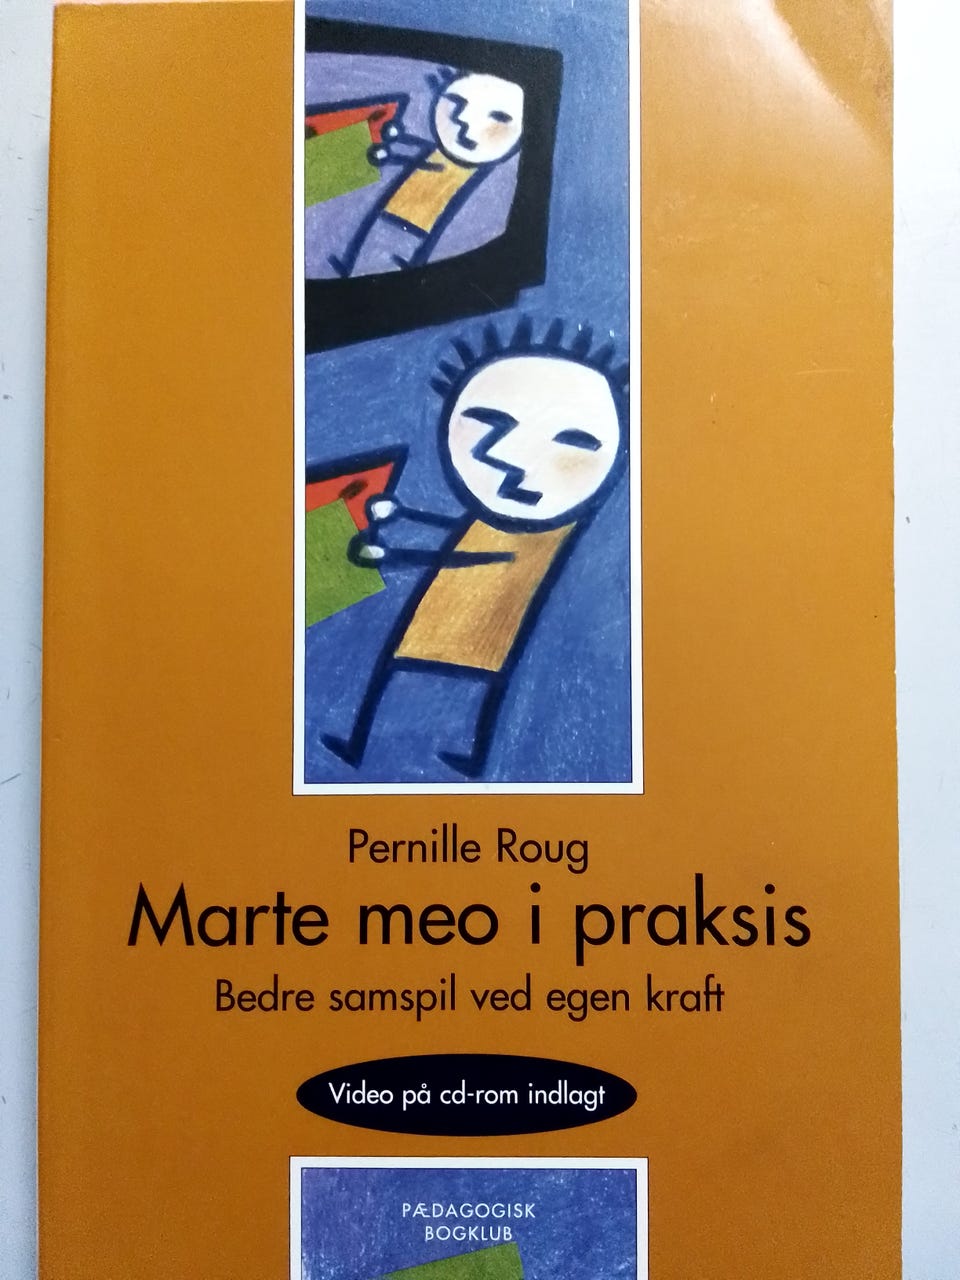 Pernille Roug
Marte meo i praksis
Bedre samspil ved egen kraft
Video på cd-rom indlagt
PÆDAGOGISK
BOGKLUB